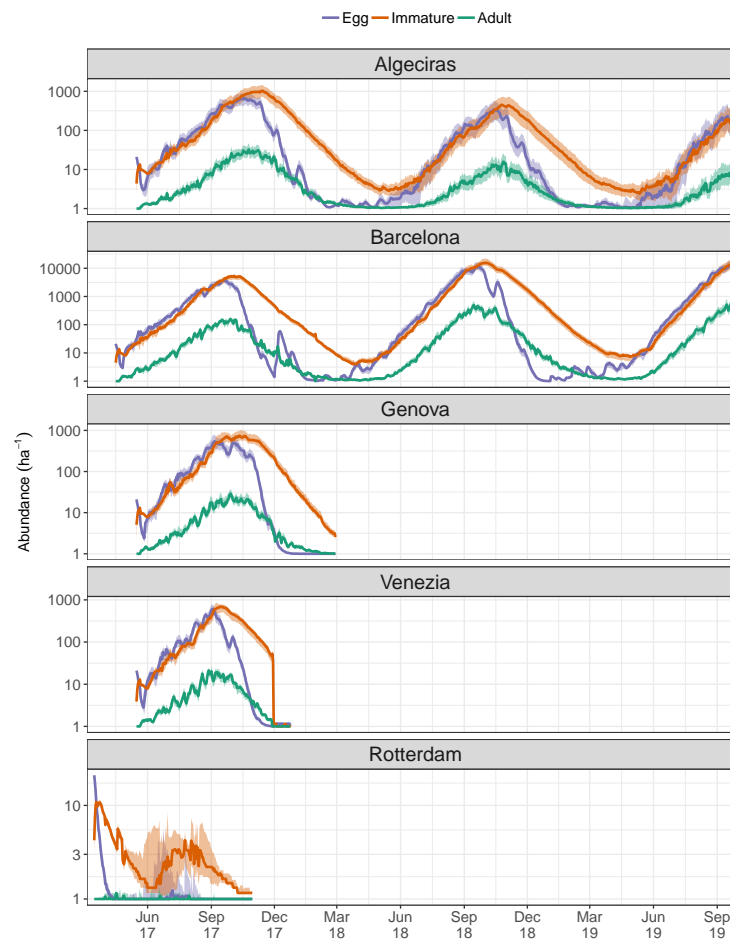 Egg Immature Adult
Algeciras
1000
100
10
1
Barcelona
10000
1000
100
10
1
Genova
1000
100
10
1
Venezia
1000
100
10
1
Rotterdam
10
3
1
Abundance (ha⁻¹)
Jun Sep Dec Mar Jun Sep Dec Mar Jun Sep
17 17 17 18 18 18 18 19 19 19